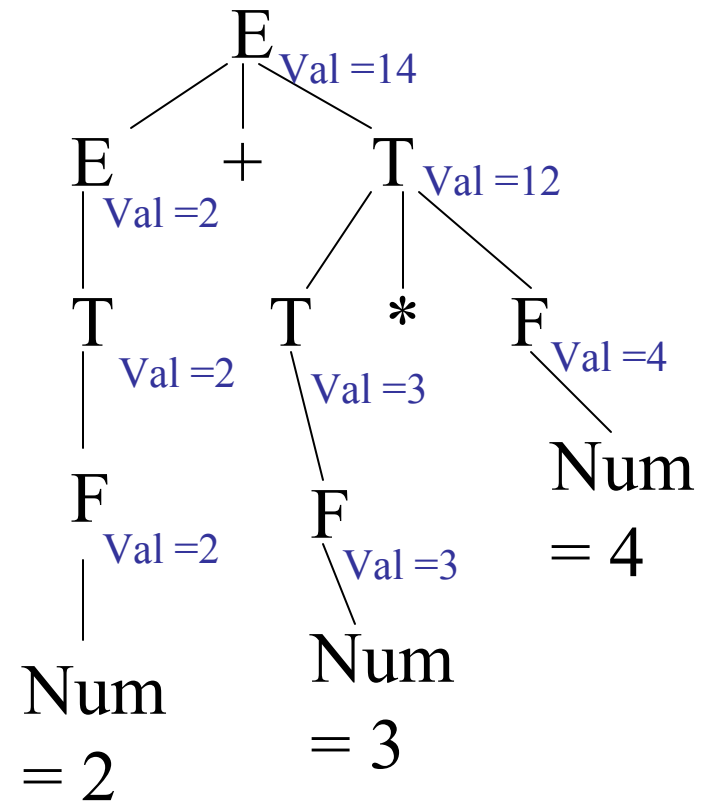 E
Val =14
E + T
Val =12
Val =2
T T * F
Val =2
Val =3
Val =4
F
Val =2
F
Val =3
Num
= 4
Num
= 2
Num
= 3